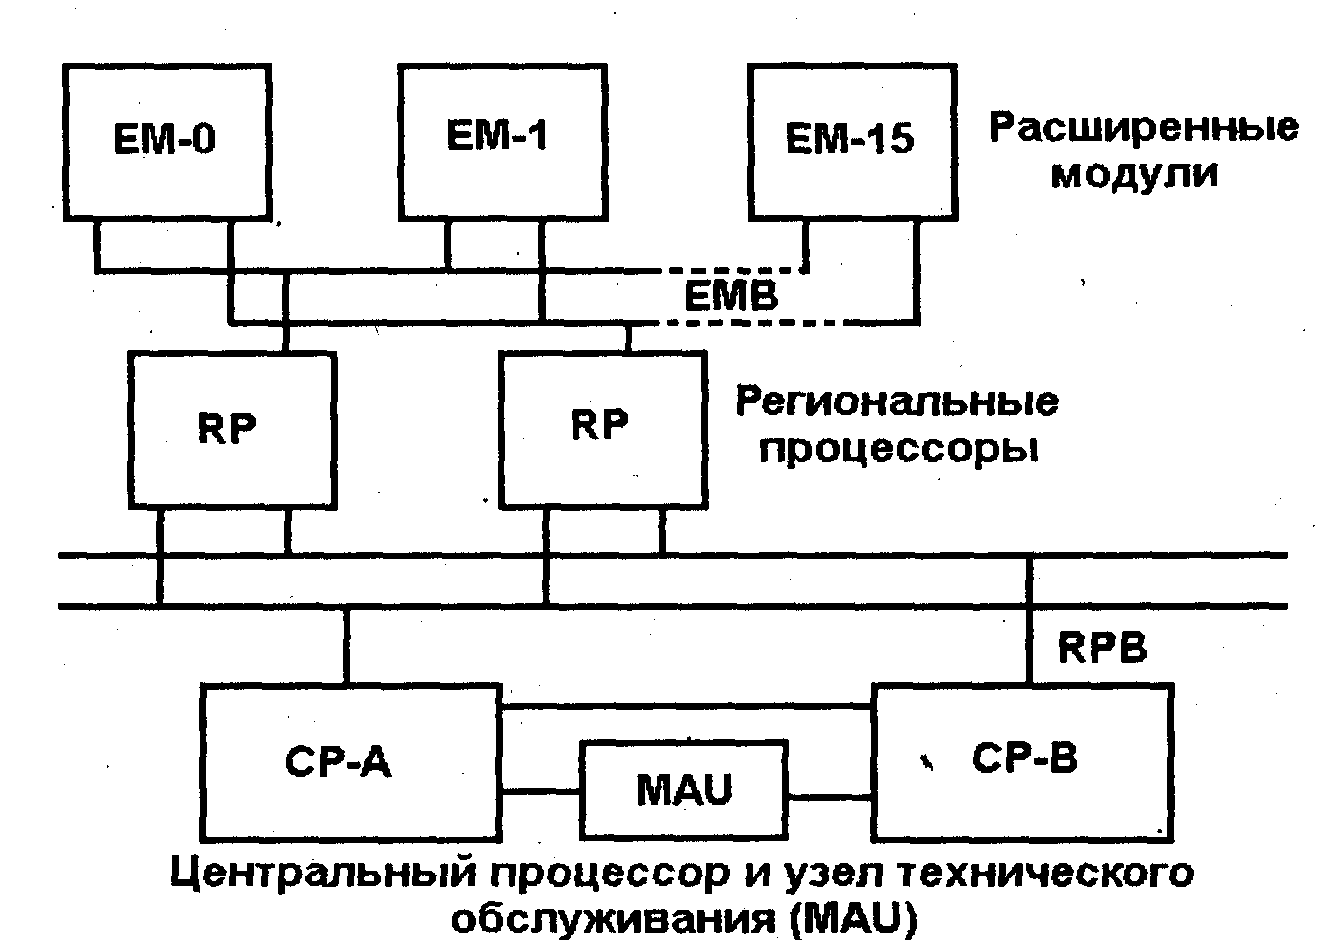 EM-0
EM-1
EM-15
Расширенные
модули
EMB
RP
RP
Региональные
процессоры
RPB
CP-A
MAU
CP-B
Центральный процессор и узел технического
обслуживания (MAU)